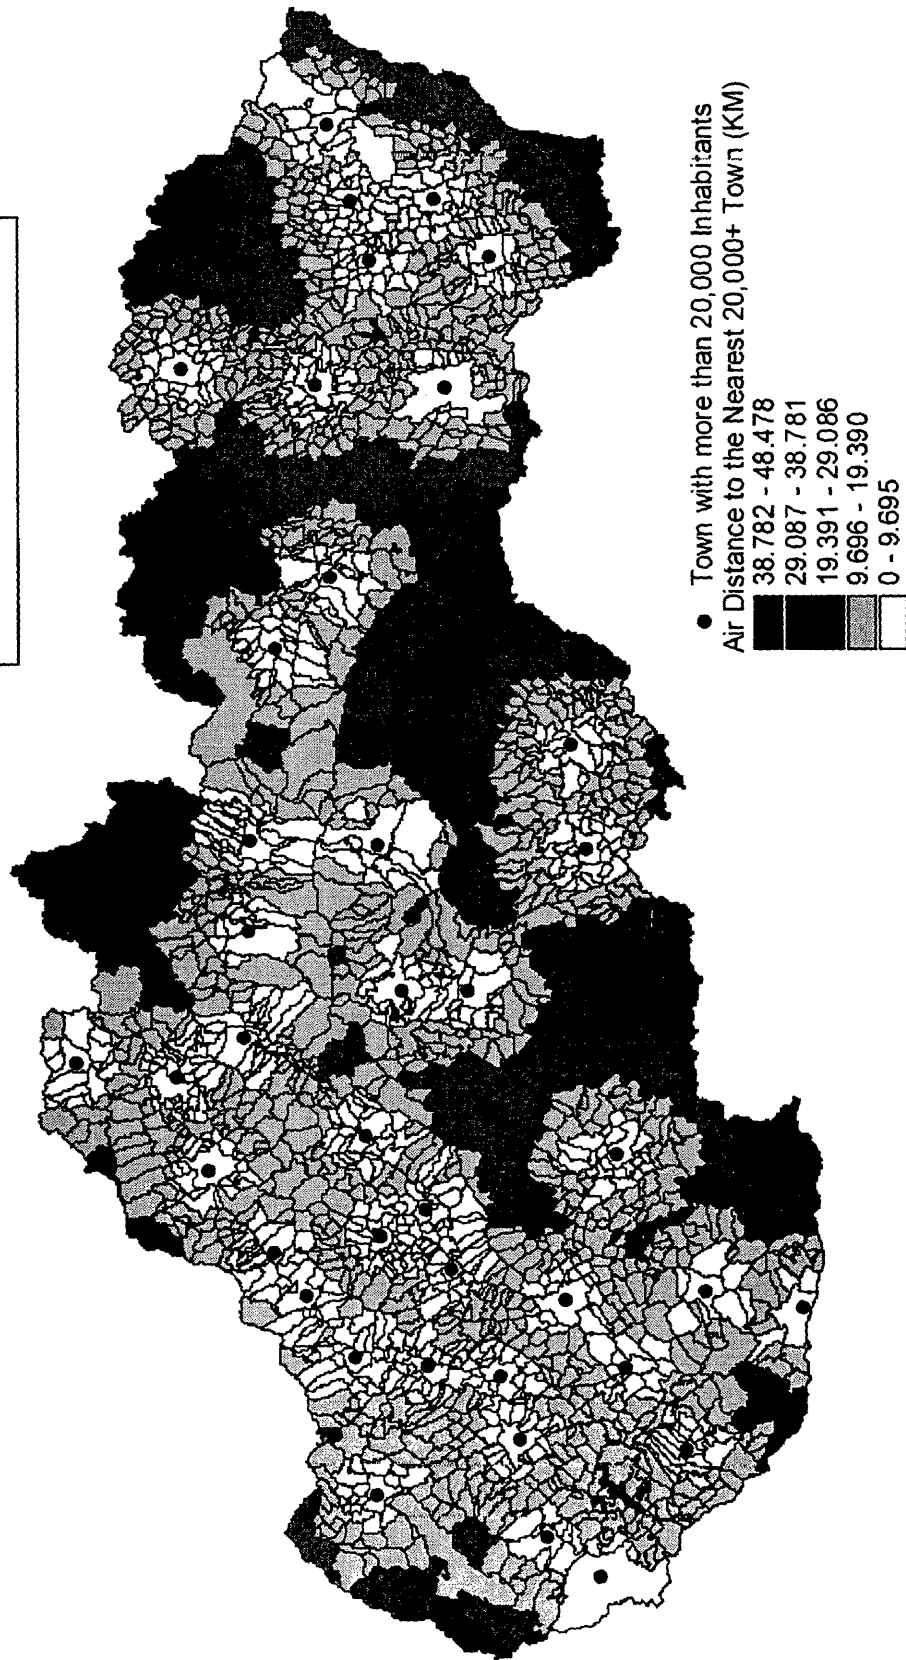 Town with more than 20,000 Inhabitants
Air Distance to the Nearest 20,000+ Town (KM)
38.782 - 48.478
29.087 - 38.781
19.391 - 29.086
9.696 - 19.390
0 - 9.695